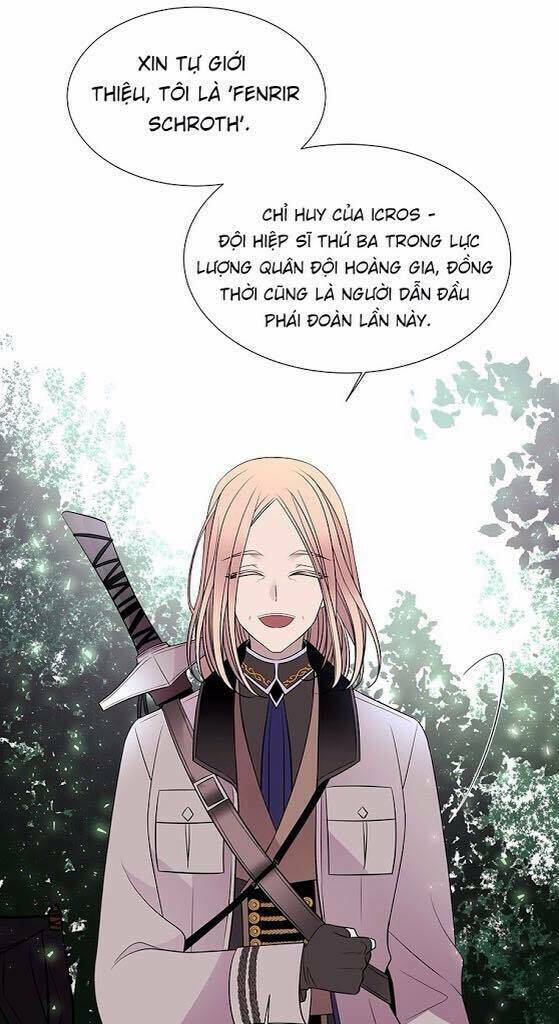 XIN TỰ GIỚI
THIỆU, TÔI LÀ 'FENRIR
SCHROTH'.
CHỈ HUY CỦA ICROS -
ĐỘI HIỆP SĨ THỨ BA TRONG LỰC
LƯỢNG QUÂN ĐỘI HOÀNG GIA, ĐỒNG
THỜI CŨNG LÀ NGƯỜI DẪN ĐẦU
PHÁI ĐOÀN LẦN NÀY.